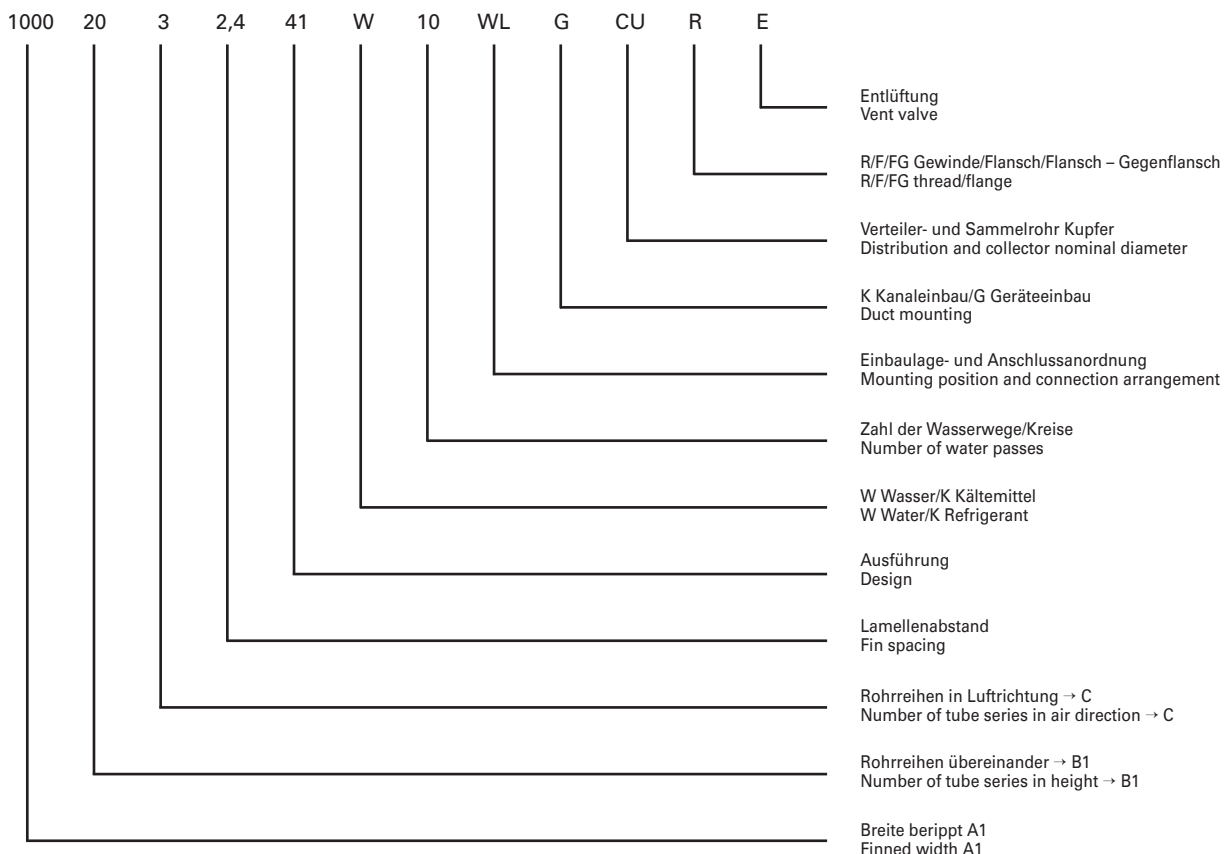 1000 20 3 2,4 41 W 10 WL G CU R E
Entlüftung
Vent valve
R/F/FG Gewinde/Flansch/Flansch – Gegenflansch
R/F/FG thread/flange
Verteiler- und Sammelrohr Kupfer
Distribution and collector nominal diameter
K Kanaleinbau/G Geräteeinbau
Duct mounting
Einbaulage- und Anschlussanordnung
Mounting position and connection arrangement
Zahl der Wasserwege/Kreise
Number of water passes
W Wasser/K Kältemittel
W Water/K Refrigerant
Ausführung
Design
Lamellenabstand
Fin spacing
Rohrreihen in Luftrichtung → C
Number of tube series in air direction → C
Rohrreihen übereinander → B1
Number of tube series in height → B1
Breite berippt A1
Finned width A1